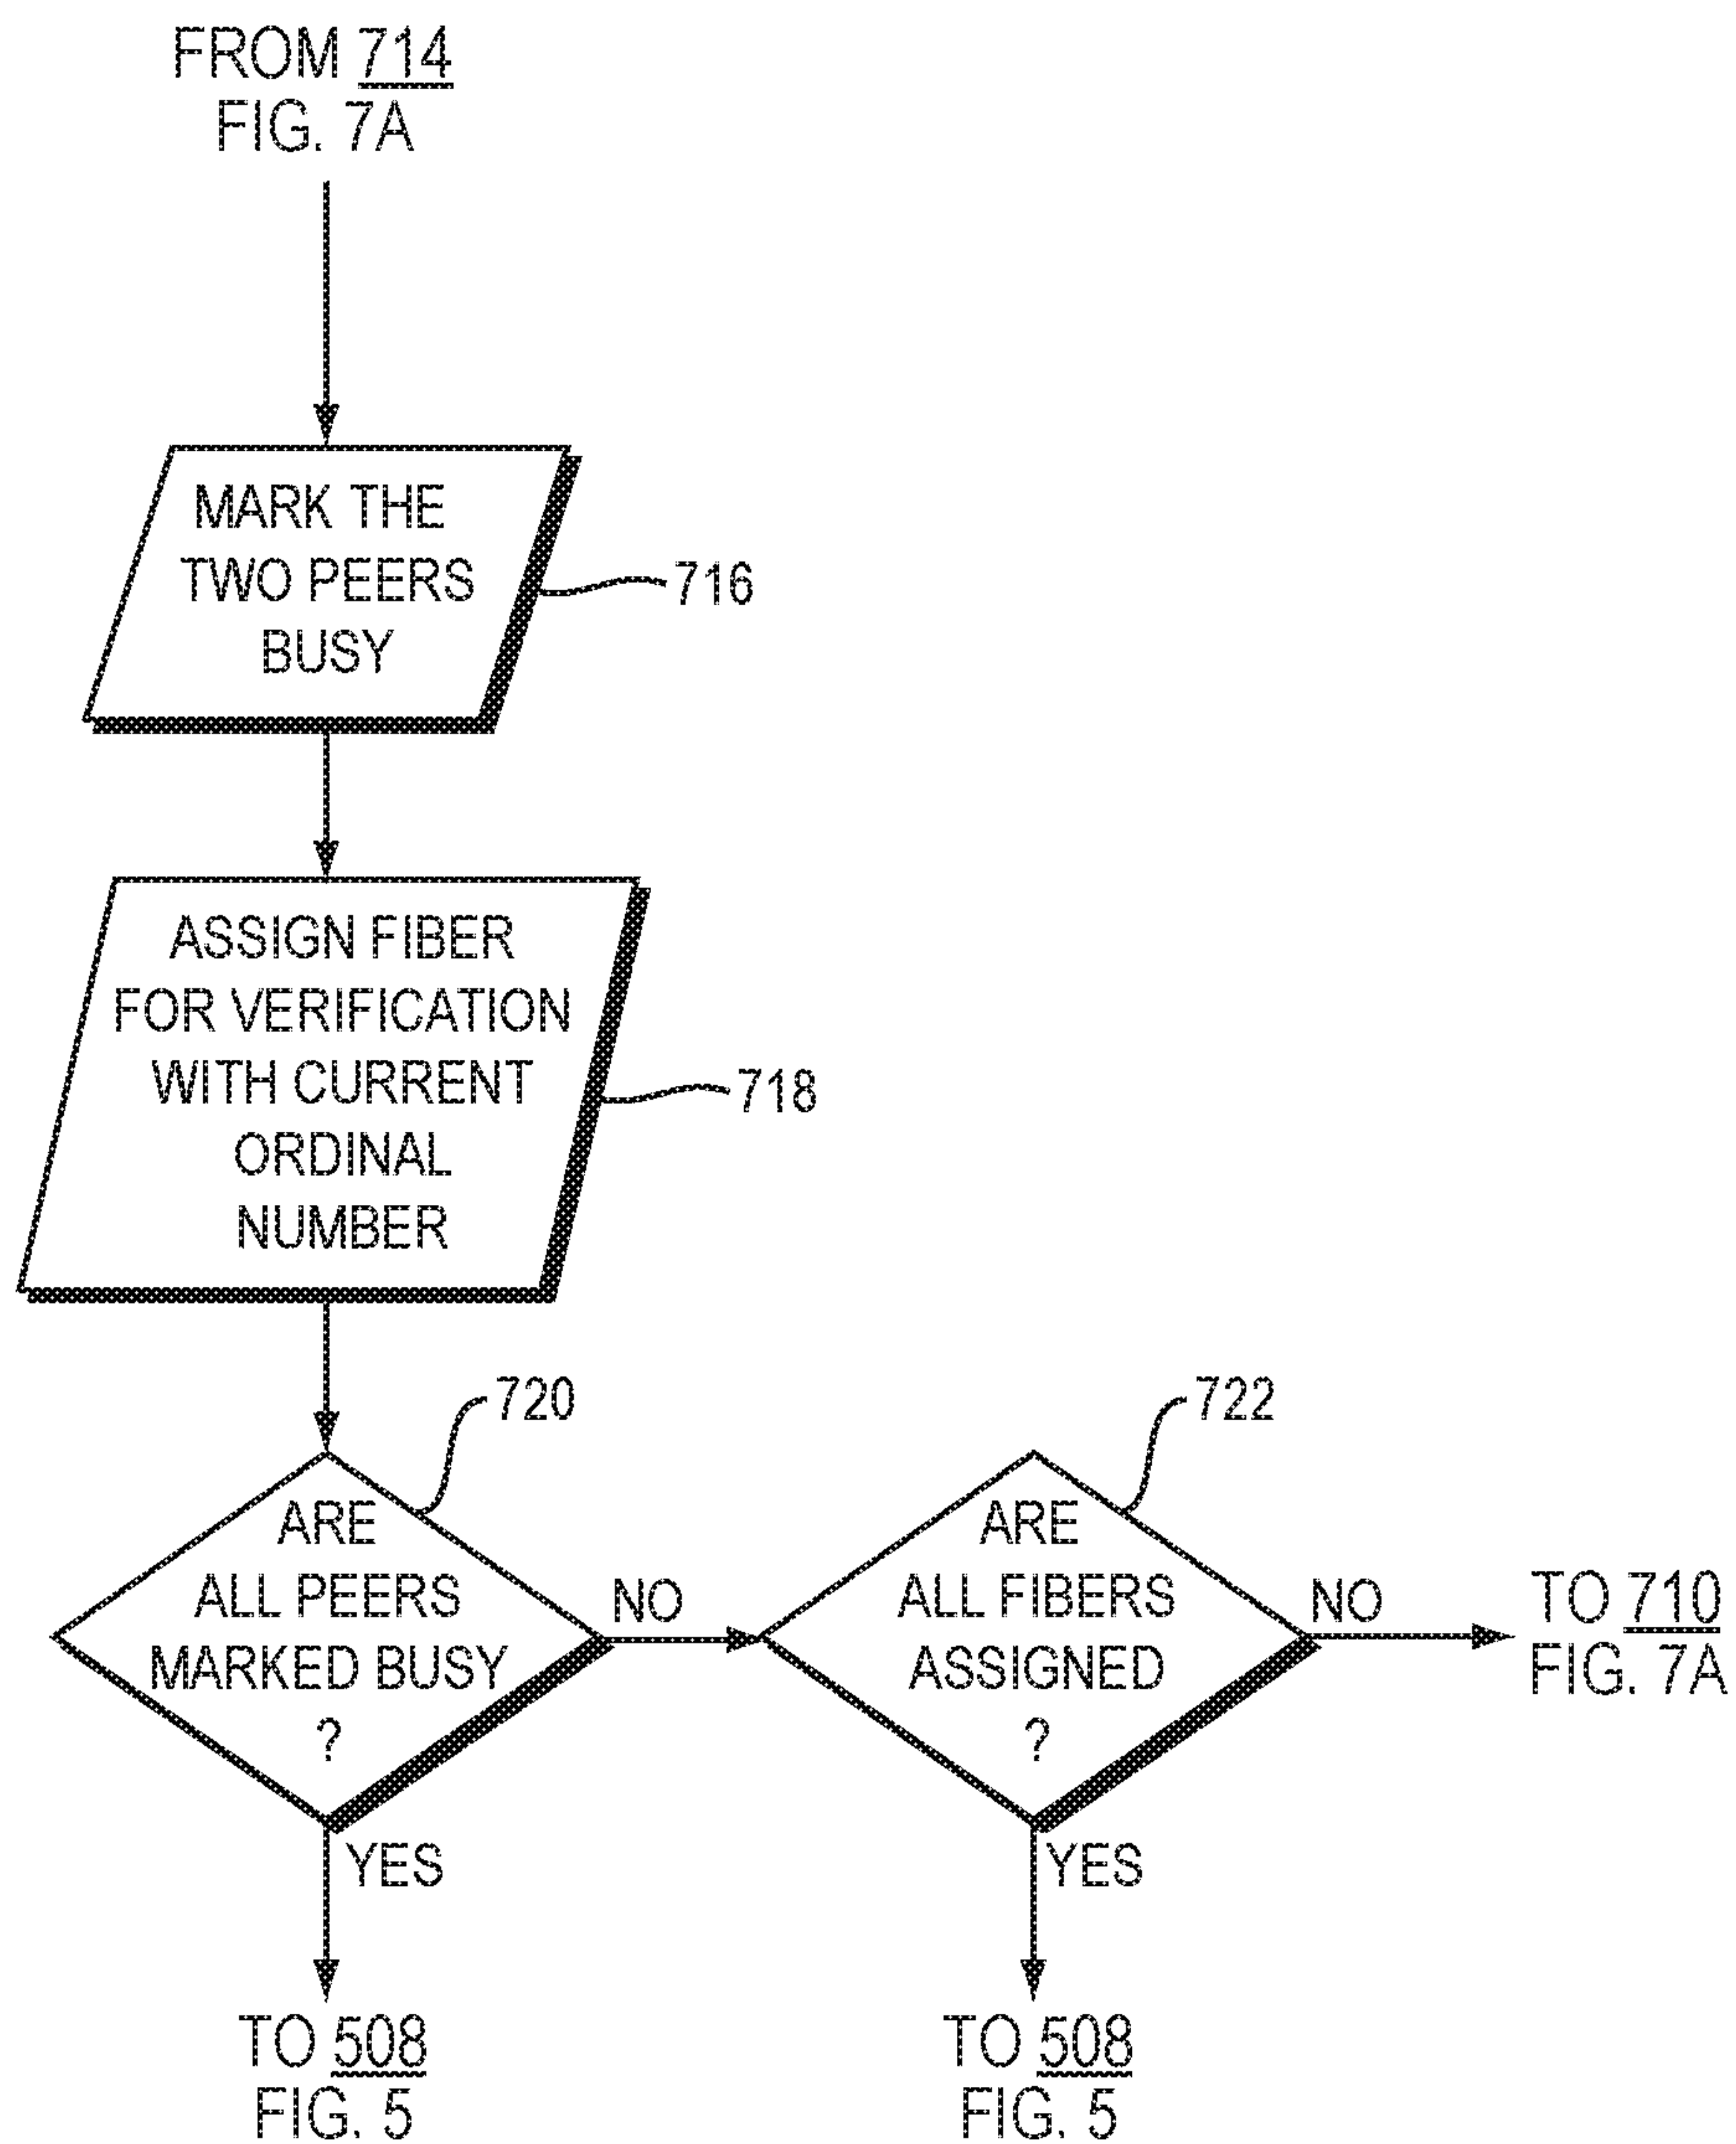 FROM 714
FIG. 7A
MARK THE
TWO PEERS
BUSY
716
ASSIGN FIBER
FOR VERIFICATION
WITH CURRENT
ORDINAL
NUMBER
718
720
ARE
ALL PEERS
MARKED BUSY
?
NO
YES
TO 508
FIG. 5
722
ARE
ALL FIBERS
ASSIGNED
?
NO
TO 710
FIG. 7A
YES
TO 508
FIG. 5